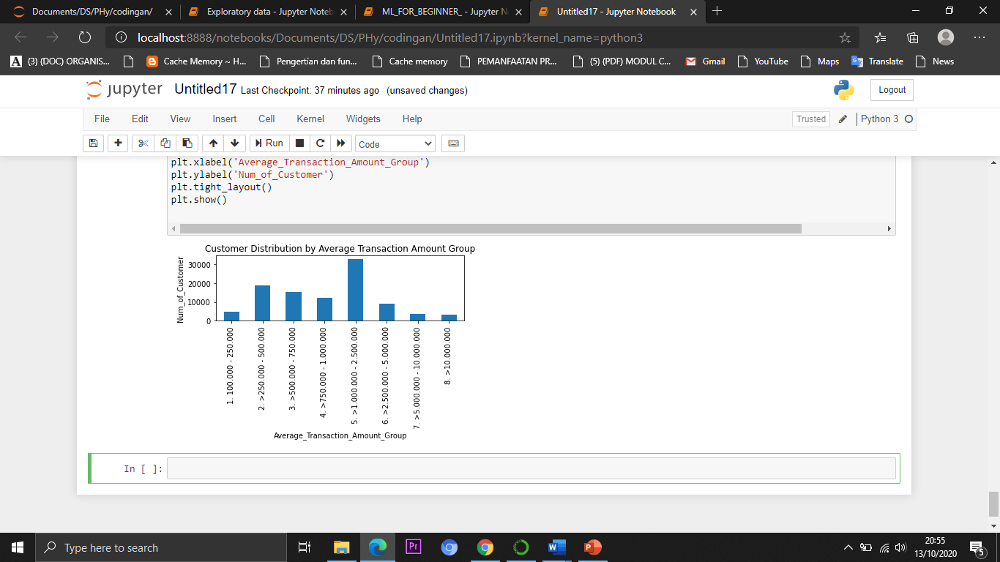 Documents/DS/PHy/codingan/
Exploratory data - Jupyter Noteb
ML_FOR_BEGINNER_ - Jupyter N
Untitled17 - Jupyter Notebook
localhost:8888/notebooks/Documents/DS/PHy/codingan/Untitled17.ipynb?kernel_name=python3
(3) (DOC) ORGANIS...
Cache Memory ~ H...
Pengertian dan fun...
Cache memory
PEMANFAATAN PR...
(5) (PDF) MODUL C...
Gmail
YouTube
Maps
Translate
News
jupyter Untitled17 Last Checkpoint: 37 minutes ago (unsaved changes)
Logout
File Edit View Insert Cell Kernel Widgets Help
Trusted
Python 3
Run
Code
plt.xlabel('Average_Transaction_Amount_Group')
plt.ylabel('Num_of_Customer')
plt.tight_layout()
plt.show()
Customer Distribution by Average Transaction Amount Group
Num_of_Customer
30000
20000
10000
0
1. 100.000 - 250.000
2. >250.000 - 500.000
3. >500.000 - 750.000
4. >750.000 - 1.000.000
5. >1.000.000 - 2.500.000
6. >2.500.000 - 5.000.000
7. >5.000.000 - 10.000.000
8. >10.000.000
Average_Transaction_Amount_Group
In [ ]:
Type here to search
Pr
W
P
20:55
13/10/2020
5